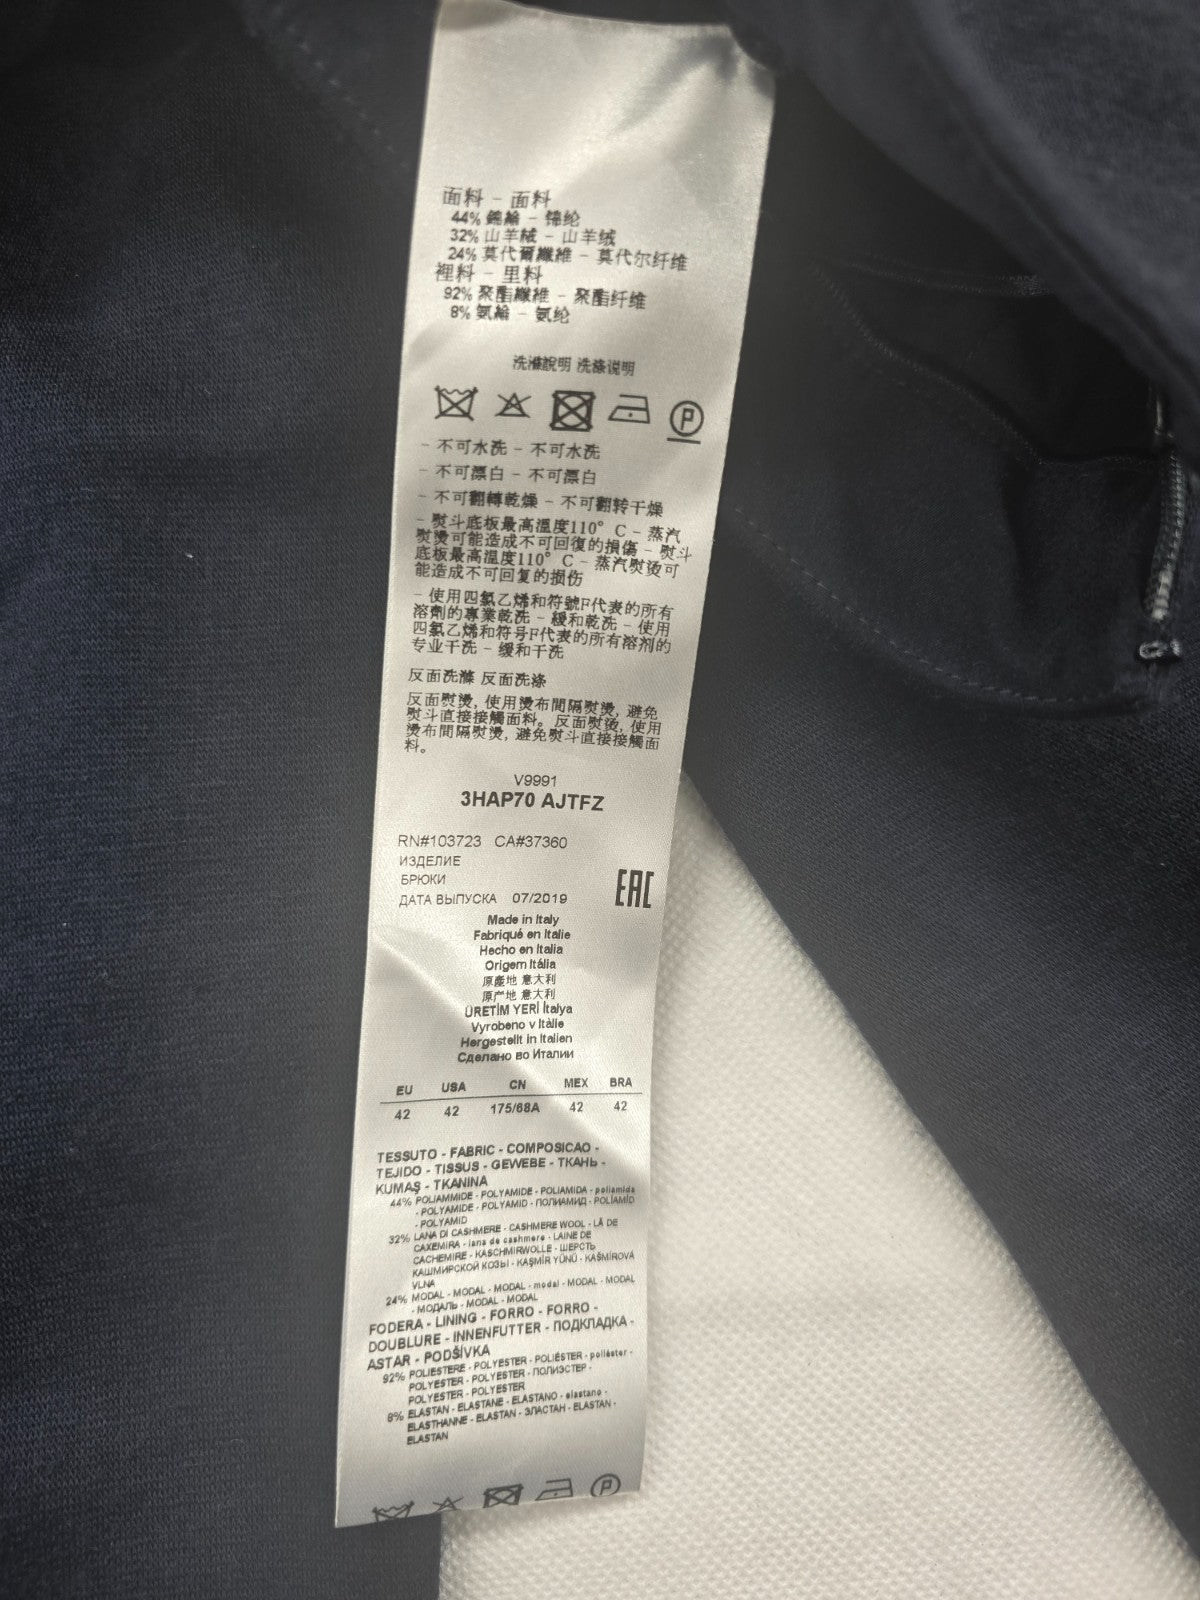 面料 - 面料
44% 錦綸 - 锦纶
32% 山羊絨 - 山羊绒
24% 莫代爾纖維 - 莫代尔纤维
裡料 - 里料
92% 聚酯纖維 - 聚酯纤维
8% 氨綸 - 氨纶
洗滌說明 洗涤说明
P
- 不可水洗 - 不可水洗
- 不可漂白 - 不可漂白
- 不可翻轉乾燥 - 不可翻转干燥
- 熨斗底板最高溫度110° C - 蒸汽
熨燙可能造成不可回復的損傷 - 熨斗
底板最高温度110° C - 蒸汽熨烫可
能造成不可回复的损伤
- 使用四氯乙烯和符號F代表的所有
溶劑的專業乾洗 - 緩和乾洗 - 使用
四氯乙烯和符号F代表的所有溶剂的
专业干洗 - 缓和干洗
反面洗滌 反面洗涤
反面熨燙, 使用燙布間隔熨燙, 避免
熨斗直接接觸面料。反面熨燙, 使用
燙布間隔熨燙, 避免熨斗直接接觸面
料。
V9991
3HAP70 AJTFZ
RN#103723 CA#37360
ИЗДЕЛИЕ
БРЮКИ
ДАТА ВЫПУСКА 07/2019
EAC
Made in Italy
Fabriqué en Italie
Hecho en Italia
Origem Itália
原產地 意大利
原产地 意大利
ÜRETİM YERİ İtalya
Vyrobeno v Itàlie
Hergestellt in Italien
Сделано во Италии
EU USA CN MEX BRA
42 42 175/68A 42 42
TESSUTO - FABRIC - COMPOSICAO -
TEJIDO - TISSUS - GEWEBE - ТКАНЬ -
KUMAŞ - TKANINA
44% POLIAMMIDE - POLYAMIDE - POLIAMIDA - poliamida
- POLYAMIDE - POLYAMID - ПОЛИАМИД - POLİAMİD
- POLYAMID
32% LANA DI CASHMERE - CASHMERE WOOL - LÃ DE
CAXEMIRA - lana de cashmere - LAINE DE
CACHEMIRE - KASCHMIRWOLLE - ШЕРСТЬ
КАШМИРСКОЙ КОЗЫ - KAŞMİR YÜNÜ - KAŠMÍROVÁ
VLNA
24% MODAL - MODAL - MODAL - modal - MODAL - MODAL
- МОДАЛЬ - MODAL - MODAL
FODERA - LINING - FORRO - FORRO -
DOUBLURE - INNENFUTTER - ПОДКЛАДКА -
ASTAR - PODŠÍVKA
92% POLIESTERE - POLYESTER - POLIÉSTER - poliéster -
POLYESTER - POLYESTER - ПОЛИЭСТЕР -
POLYESTER - POLYESTER
8% ELASTAN - ELASTANE - ELASTANO - elastano -
ELASTHANNE - ELASTAN - ЭЛАСТАН - ELASTAN -
ELASTAN
P